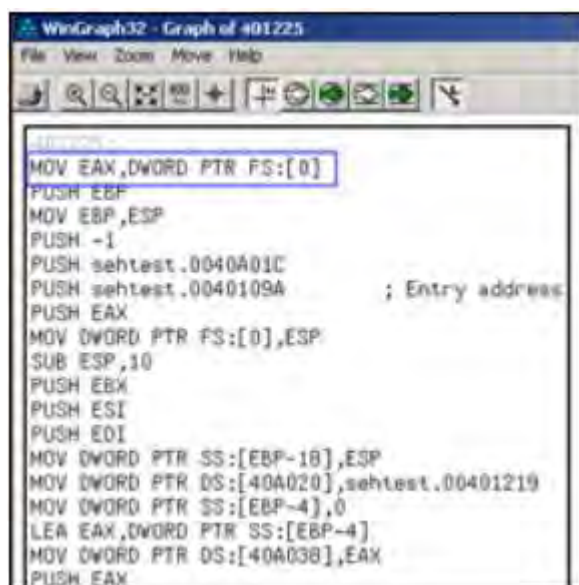 WinGraph32 - Graph of 401225
File View Zoom Move Help
401225
MOV EAX,DWORD PTR FS:[0]
PUSH EBP
MOV EBP,ESP
PUSH -1
PUSH sehtest.0040A01C
PUSH sehtest.0040109A ; Entry address
PUSH EAX
MOV DWORD PTR FS:[0],ESP
SUB ESP,10
PUSH EBX
PUSH ESI
PUSH EDI
MOV DWORD PTR SS:[EBP-18],ESP
MOV DWORD PTR DS:[40A020],sehtest.00401219
MOV DWORD PTR SS:[EBP-4],0
LEA EAX,DWORD PTR SS:[EBP-4]
MOV DWORD PTR DS:[40A038],EAX
PUSH EAX